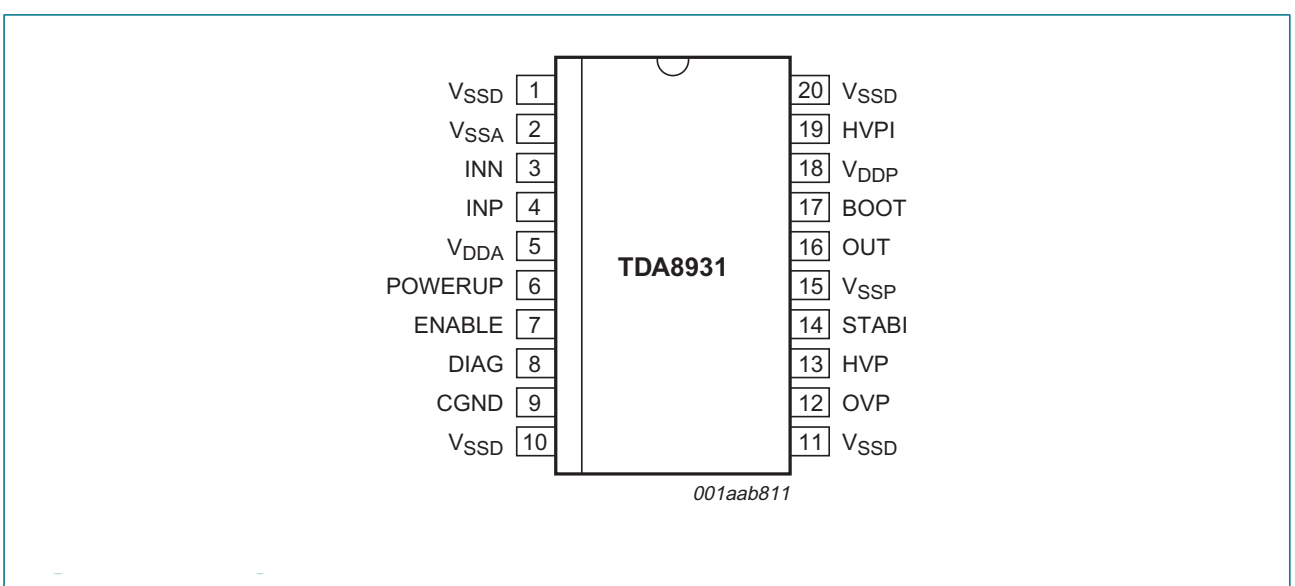 VSSD 1
VSSA 2
INN 3
INP 4
VDDA 5
POWERUP 6
ENABLE 7
DIAG 8
CGND 9
VSSD 10
TDA8931
20 VSSD
19 HVPI
18 VDDP
17 BOOT
16 OUT
15 VSSP
14 STABI
13 HVP
12 OVP
11 VSSD
001aab811